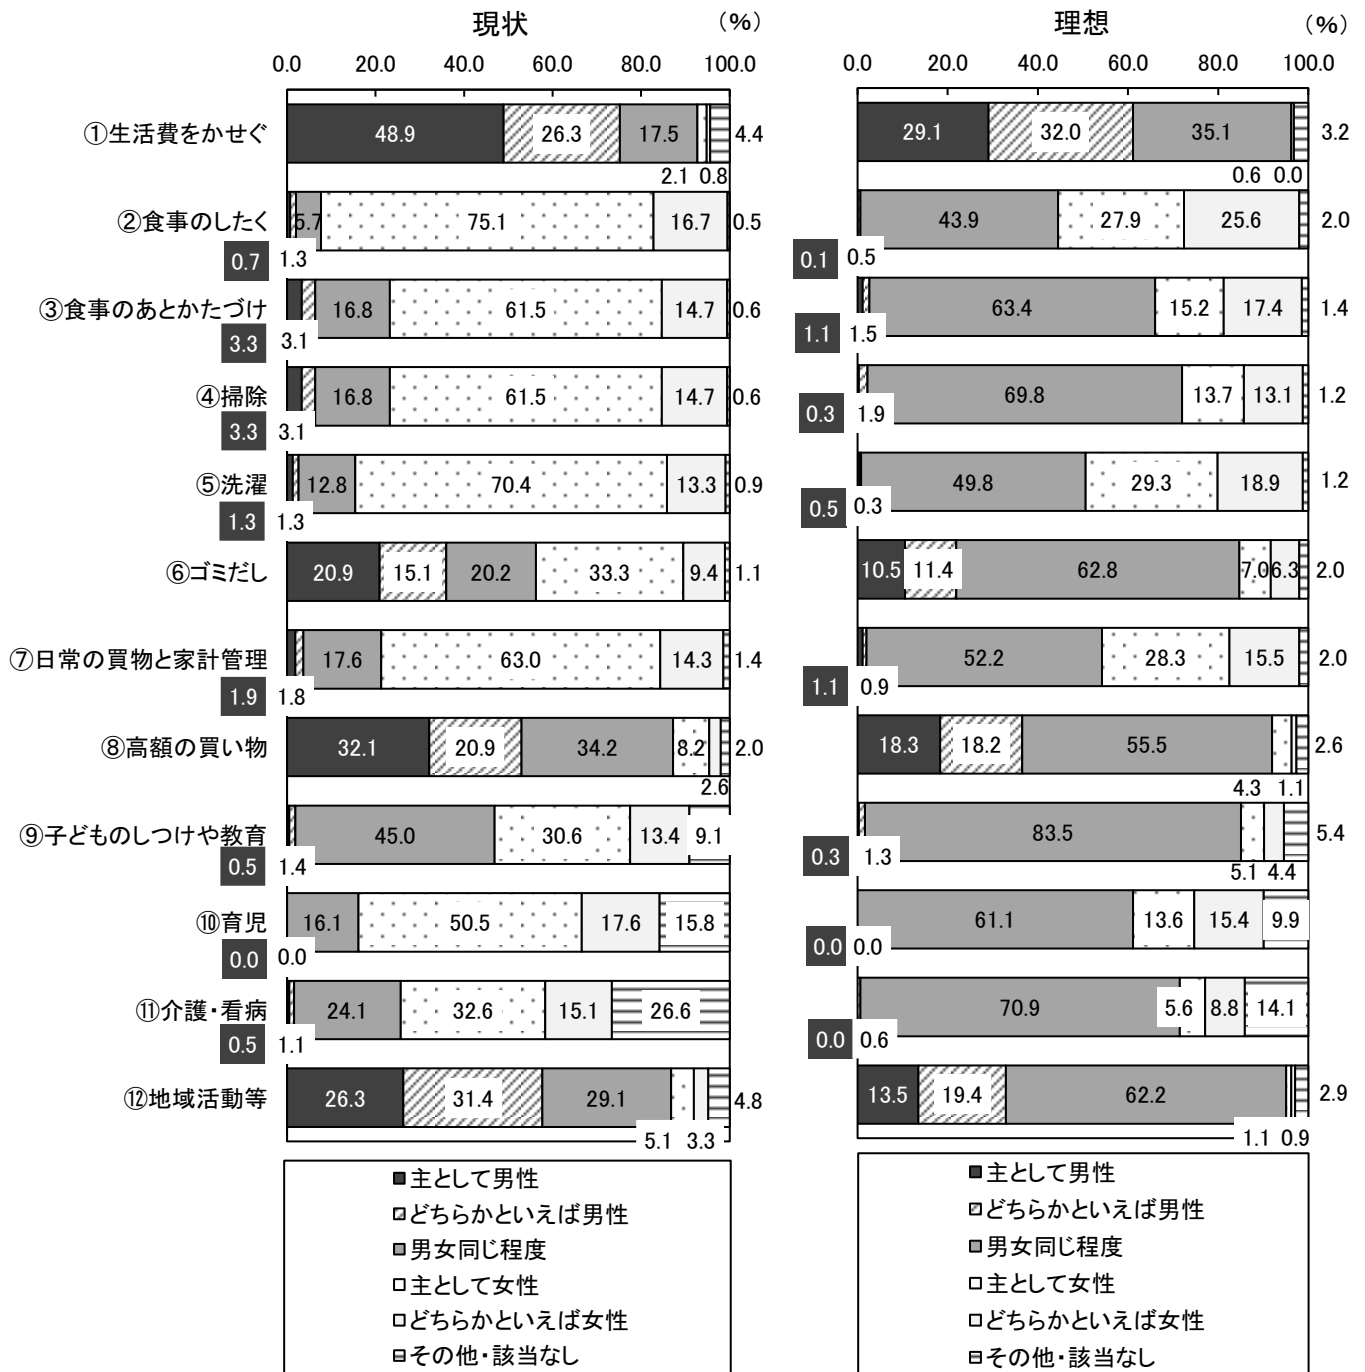 現状 (%)
理想 (%)
0.0 20.0 40.0 60.0 80.0 100.0
0.0 20.0 40.0 60.0 80.0 100.0
①生活費をかせぐ 48.9 26.3 17.5 4.4
2.1 0.8
29.1 32.0 35.1 3.2
0.6 0.0
②食事のしたく 5.7 75.1 16.7 0.5
0.7 1.3
43.9 27.9 25.6 2.0
0.1 0.5
③食事のあとかたづけ 16.8 61.5 14.7 0.6
3.3 3.1
63.4 15.2 17.4 1.4
1.1 1.5
④掃除 16.8 61.5 14.7 0.6
3.3 3.1
69.8 13.7 13.1 1.2
0.3 1.9
⑤洗濯 12.8 70.4 13.3 0.9
1.3 1.3
49.8 29.3 18.9 1.2
0.5 0.3
⑥ゴミだし 20.9 15.1 20.2 33.3 9.4 1.1
10.5 11.4 62.8 7.0 6.3 2.0
⑦日常の買物と家計管理 17.6 63.0 14.3 1.4
1.9 1.8
52.2 28.3 15.5 2.0
1.1 0.9
⑧高額の買い物 32.1 20.9 34.2 8.2 2.0
2.6
18.3 18.2 55.5 2.6
4.3 1.1
⑨子どものしつけや教育 45.0 30.6 13.4 9.1
0.5 1.4
83.5 5.4
0.3 1.3 5.1 4.4
⑩育児 16.1 50.5 17.6 15.8
0.0 0.0
61.1 13.6 15.4 9.9
0.0 0.0
⑪介護・看病 24.1 32.6 15.1 26.6
0.5 1.1
70.9 5.6 8.8 14.1
0.0 0.6
⑫地域活動等 26.3 31.4 29.1 4.8
5.1 3.3
13.5 19.4 62.2 2.9
1.1 0.9
主として男性
どちらかといえば男性
男女同じ程度
主として女性
どちらかといえば女性
その他・該当なし
主として男性
どちらかといえば男性
男女同じ程度
主として女性
どちらかといえば女性
その他・該当なし